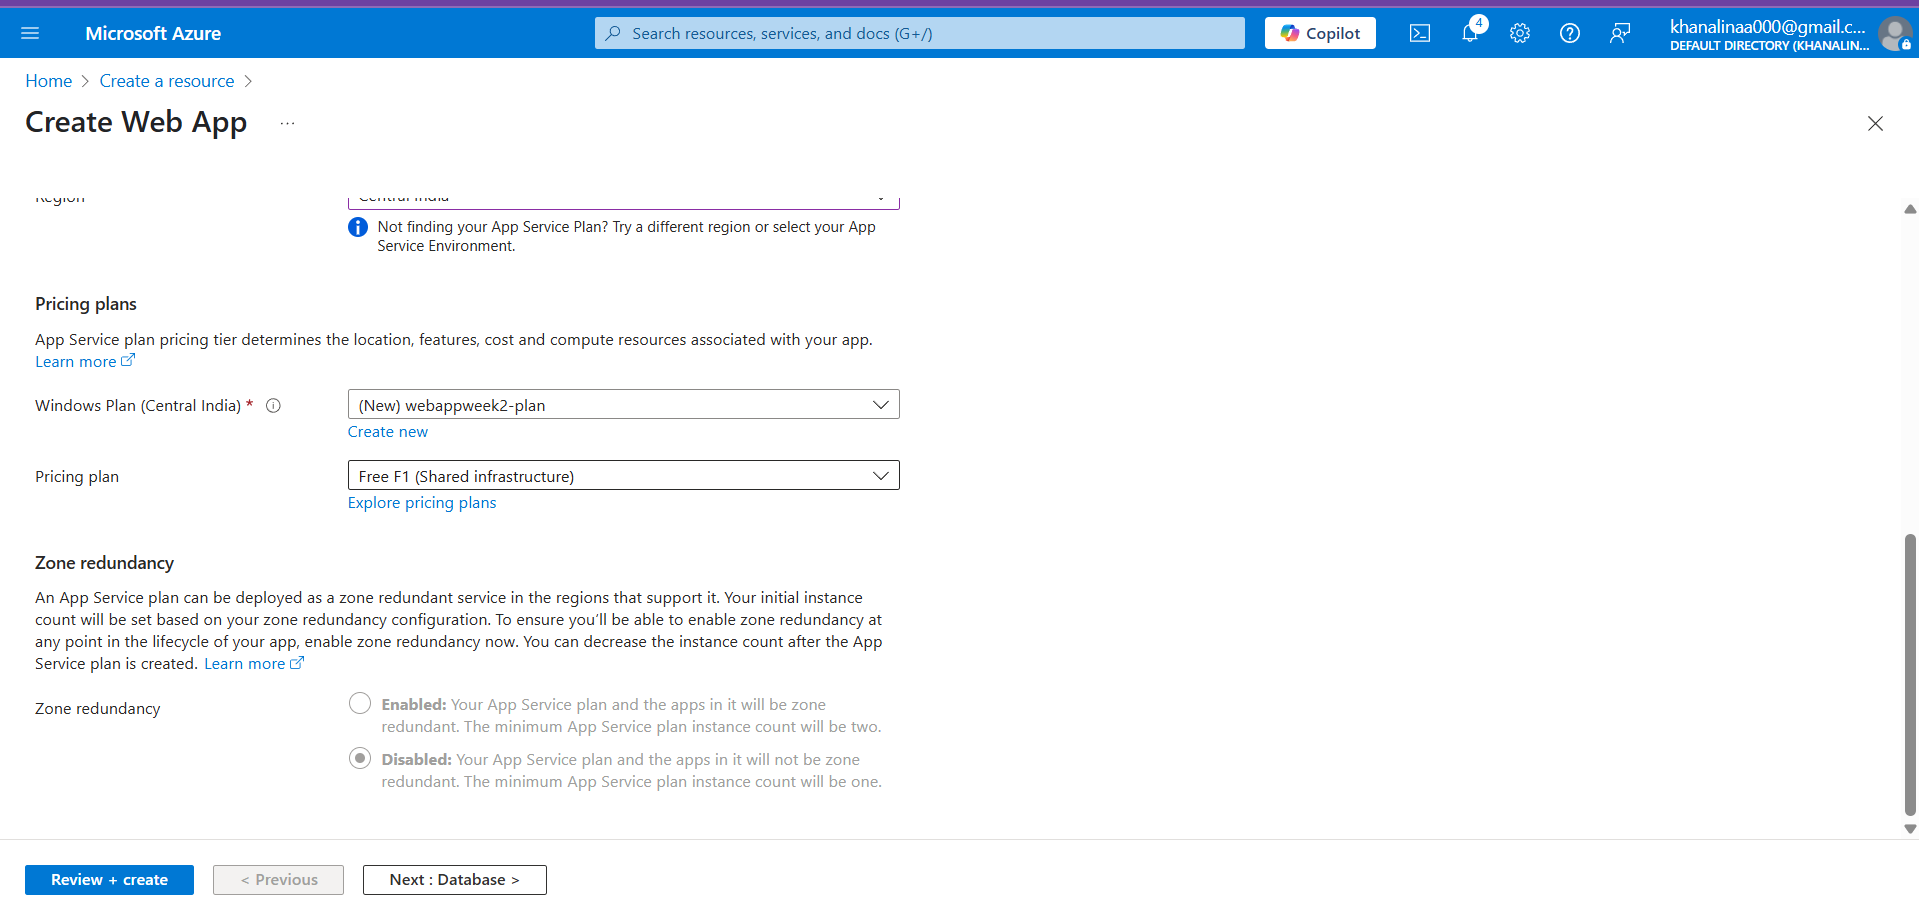 Microsoft Azure
Search resources, services, and docs (G+/)
Copilot
4
khanalinaa000@gmail.c...
DEFAULT DIRECTORY (KHANALIN...
Home > Create a resource >
Create Web App ...
Region
Central India
Not finding your App Service Plan? Try a different region or select your App
Service Environment.
Pricing plans
App Service plan pricing tier determines the location, features, cost and compute resources associated with your app.
Learn more
Windows Plan (Central India) *
(New) webappweek2-plan
Create new
Pricing plan
Free F1 (Shared infrastructure)
Explore pricing plans
Zone redundancy
An App Service plan can be deployed as a zone redundant service in the regions that support it. Your initial instance
count will be set based on your zone redundancy configuration. To ensure you’ll be able to enable zone redundancy at
any point in the lifecycle of your app, enable zone redundancy now. You can decrease the instance count after the App
Service plan is created. Learn more
Zone redundancy
Enabled: Your App Service plan and the apps in it will be zone
redundant. The minimum App Service plan instance count will be two.
Disabled: Your App Service plan and the apps in it will not be zone
redundant. The minimum App Service plan instance count will be one.
Review + create
< Previous
Next : Database >